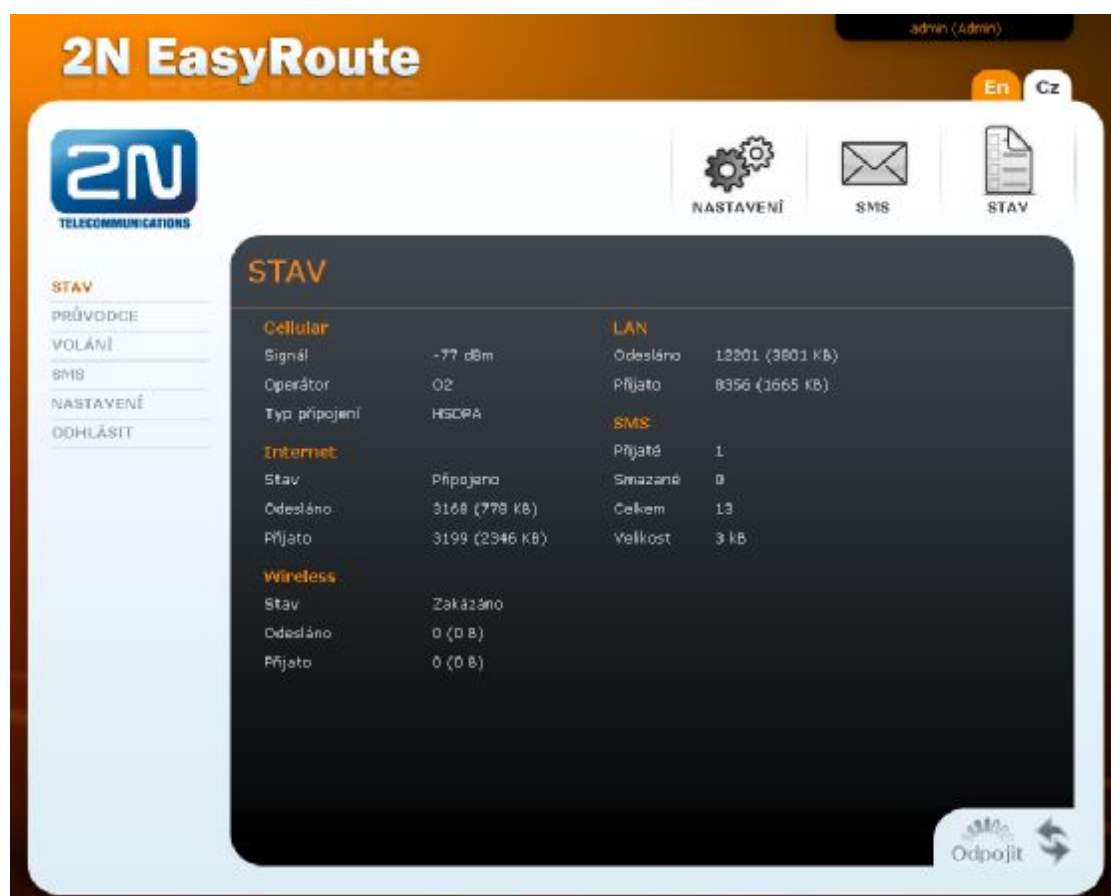 admin (Admin)
2N EasyRoute
En Cz
2N
TELECOMMUNICATIONS
NASTAVENÍ SMS STAV
STAV
PRŮVODCE
VOLÁNÍ
SMS
NASTAVENÍ
ODHLÁSIT
STAV
Cellular
Signál -77 dBm
Operátor O2
Typ připojení HSDPA
Internet
Stav Připojeno
Odesláno 3168 (778 KB)
Přijato 3199 (2346 KB)
Wireless
Stav Zakázáno
Odesláno 0 (0 B)
Přijato 0 (0 B)
LAN
Odesláno 12201 (3801 KB)
Přijato 8356 (1665 KB)
SMS
Přijaté 1
Smazané 0
Celkem 13
Velikost 3 kB
Odpojit